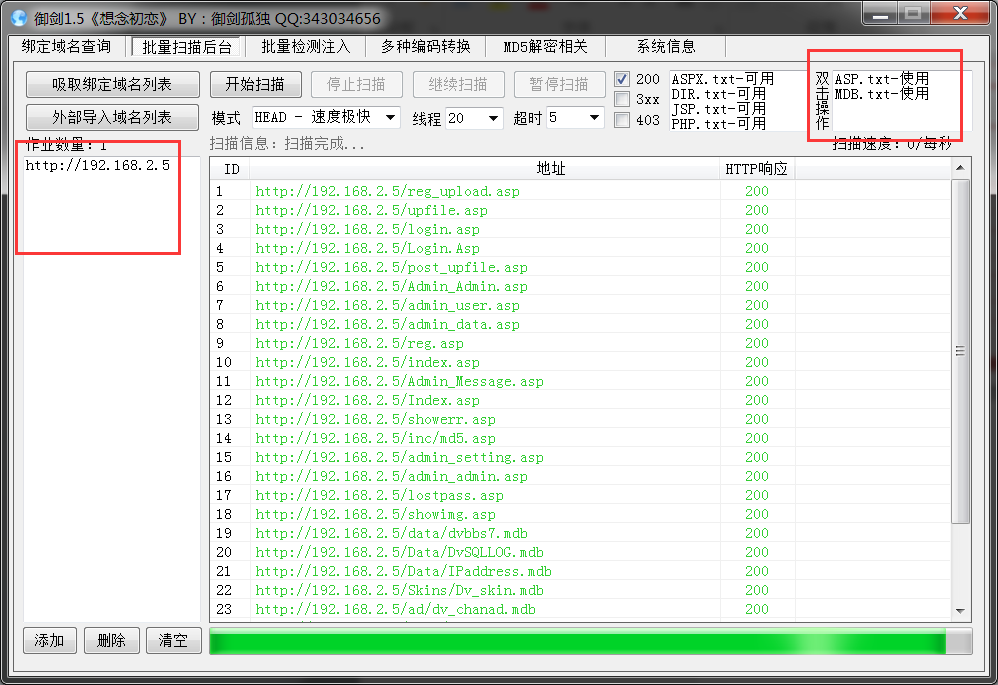 御剑1.5《想念初恋》 BY：御剑孤独 QQ:343034656
绑定域名查询 批量扫描后台 批量检测注入 多种编码转换 MD5解密相关 系统信息
吸取绑定域名列表 开始扫描 停止扫描 继续扫描 暂停扫描
外部导入域名列表 模式 HEAD - 速度极快 线程 20 超时 5
200
3xx
403
ASPX.txt-可用
DIR.txt-可用
JSP.txt-可用
PHP.txt-可用
双击操作
ASP.txt-使用
MDB.txt-使用
作业数量：1
扫描信息：扫描完成...
扫描速度：0/每秒
http://192.168.2.5
ID 地址 HTTP响应
1 http://192.168.2.5/reg_upload.asp 200
2 http://192.168.2.5/upfile.asp 200
3 http://192.168.2.5/login.asp 200
4 http://192.168.2.5/Login.Asp 200
5 http://192.168.2.5/post_upfile.asp 200
6 http://192.168.2.5/Admin_Admin.asp 200
7 http://192.168.2.5/admin_user.asp 200
8 http://192.168.2.5/admin_data.asp 200
9 http://192.168.2.5/reg.asp 200
10 http://192.168.2.5/index.asp 200
11 http://192.168.2.5/Admin_Message.asp 200
12 http://192.168.2.5/Index.asp 200
13 http://192.168.2.5/showerr.asp 200
14 http://192.168.2.5/inc/md5.asp 200
15 http://192.168.2.5/admin_setting.asp 200
16 http://192.168.2.5/admin_admin.asp 200
17 http://192.168.2.5/lostpass.asp 200
18 http://192.168.2.5/showimg.asp 200
19 http://192.168.2.5/data/dvbbs7.mdb 200
20 http://192.168.2.5/Data/DvSQLLOG.mdb 200
21 http://192.168.2.5/Data/IPaddress.mdb 200
22 http://192.168.2.5/Skins/Dv_skin.mdb 200
23 http://192.168.2.5/ad/dv_chanad.mdb 200
添加 删除 清空